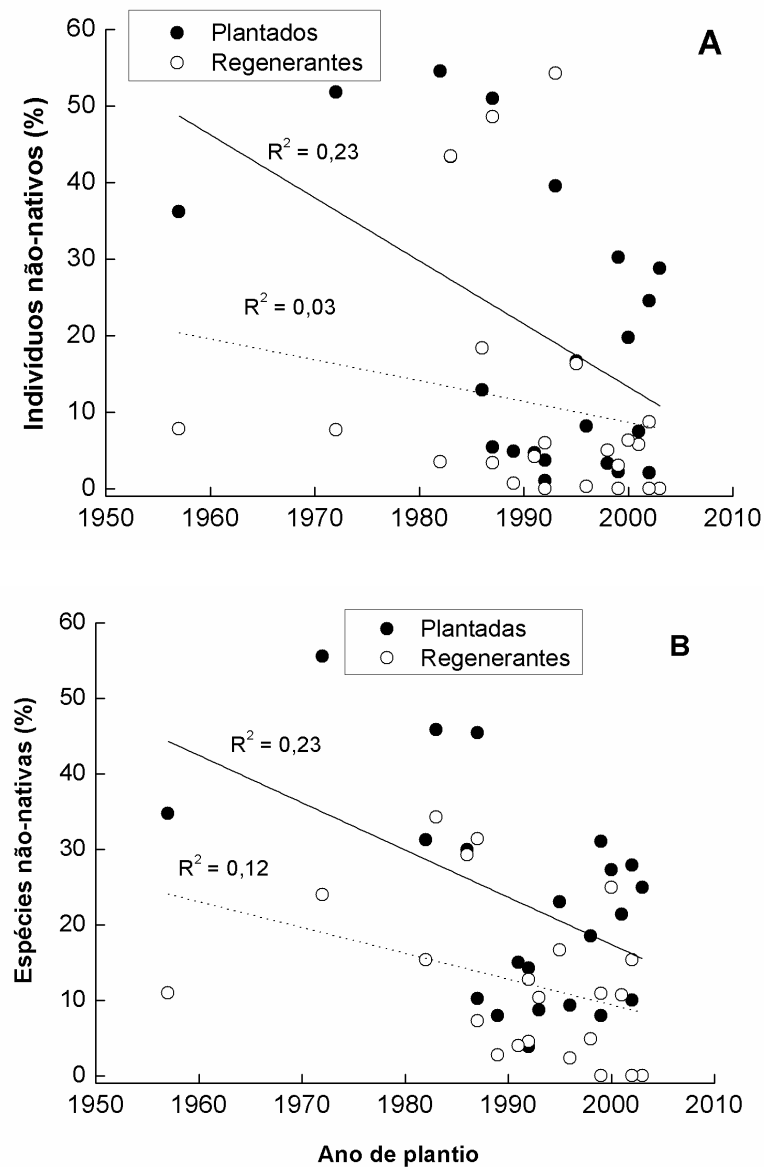 60
Plantados
Regenerantes
A
50
R² = 0,23
40
30
R² = 0,03
20
10
0
Indivíduos não-nativos (%)
1950 1960 1970 1980 1990 2000 2010
60
Plantadas
Regenerantes
B
50
R² = 0,23
40
30
R² = 0,12
20
10
0
Espécies não-nativas (%)
1950 1960 1970 1980 1990 2000 2010
Ano de plantio